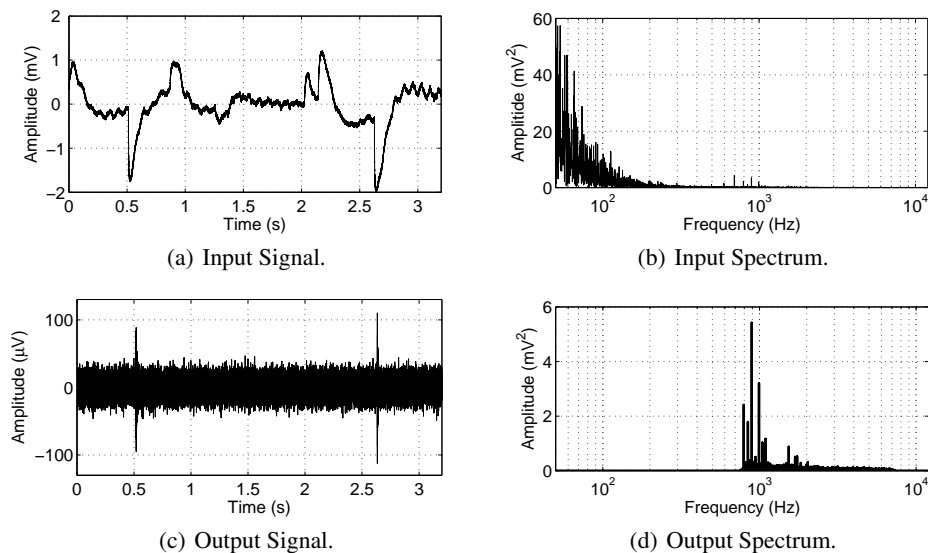 2
1
0
−1
−2
Amplitude (mV)
0 0.5 1 1.5 2 2.5 3
Time (s)
(a) Input Signal.
60
40
20
0
Amplitide (mV²)
10² 10³ 10⁴
Frequency (Hz)
(b) Input Spectrum.
100
0
−100
Amplitude (μV)
0 0.5 1 1.5 2 2.5 3
Time (s)
(c) Output Signal.
6
4
2
0
Amplitude (mV²)
10² 10³ 10⁴
Frequency (Hz)
(d) Output Spectrum.